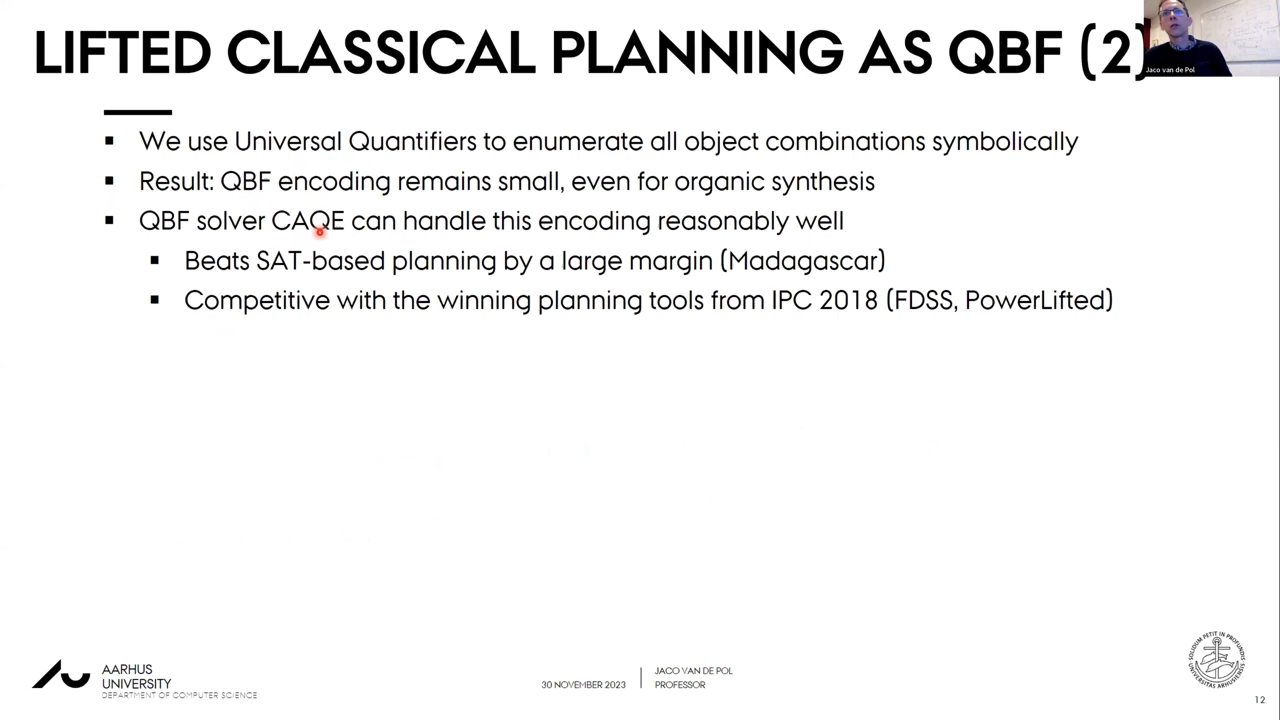 LIFTED CLASSICAL PLANNING AS QBF (2)
Jaco van de Pol
We use Universal Quantifiers to enumerate all object combinations symbolically
Result: QBF encoding remains small, even for organic synthesis
QBF solver CAQE can handle this encoding reasonably well
Beats SAT-based planning by a large margin (Madagascar)
Competitive with the winning planning tools from IPC 2018 (FDSS, PowerLifted)
AARHUS
UNIVERSITY
DEPARTMENT OF COMPUTER SCIENCE
30 NOVEMBER 2023
JACO VAN DE POL
PROFESSOR
12